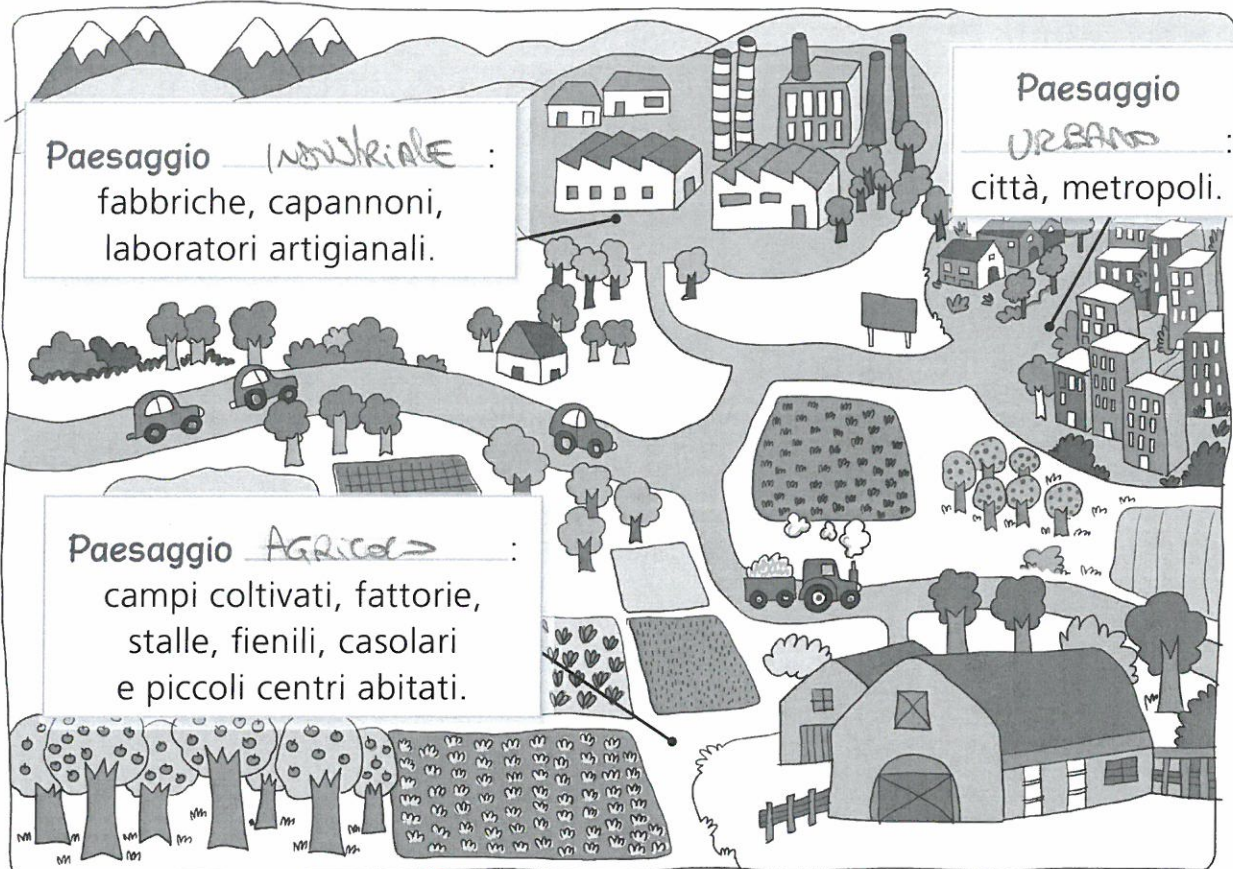 Paesaggio INDUSTRIALE :
fabbriche, capannoni,
laboratori artigianali.
Paesaggio
URBANO :
città, metropoli.
Paesaggio AGRICOLO :
campi coltivati, fattorie,
stalle, fienili, casolari
e piccoli centri abitati.